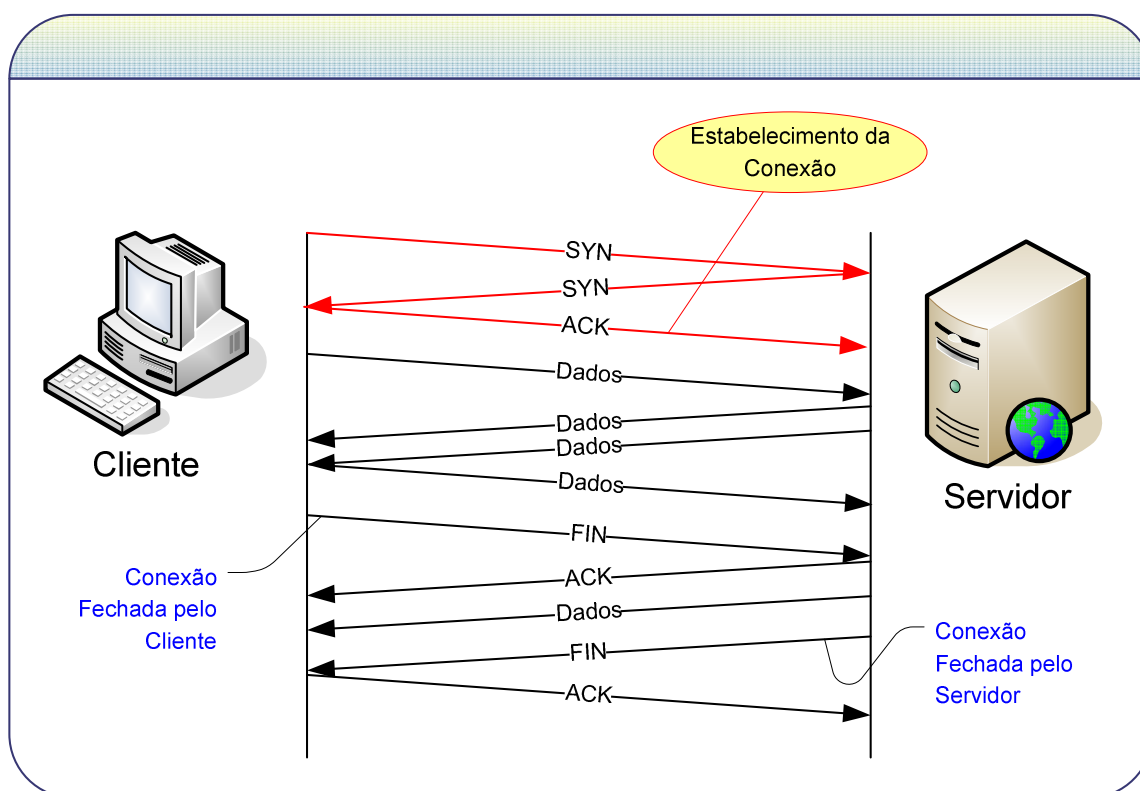 Estabelecimento da
Conexão
SYN
SYN
ACK
Dados
Dados
Dados
Dados
Cliente
Servidor
FIN
Conexão
Fechada pelo
Cliente
ACK
Dados
FIN
Conexão
Fechada pelo
Servidor
ACK